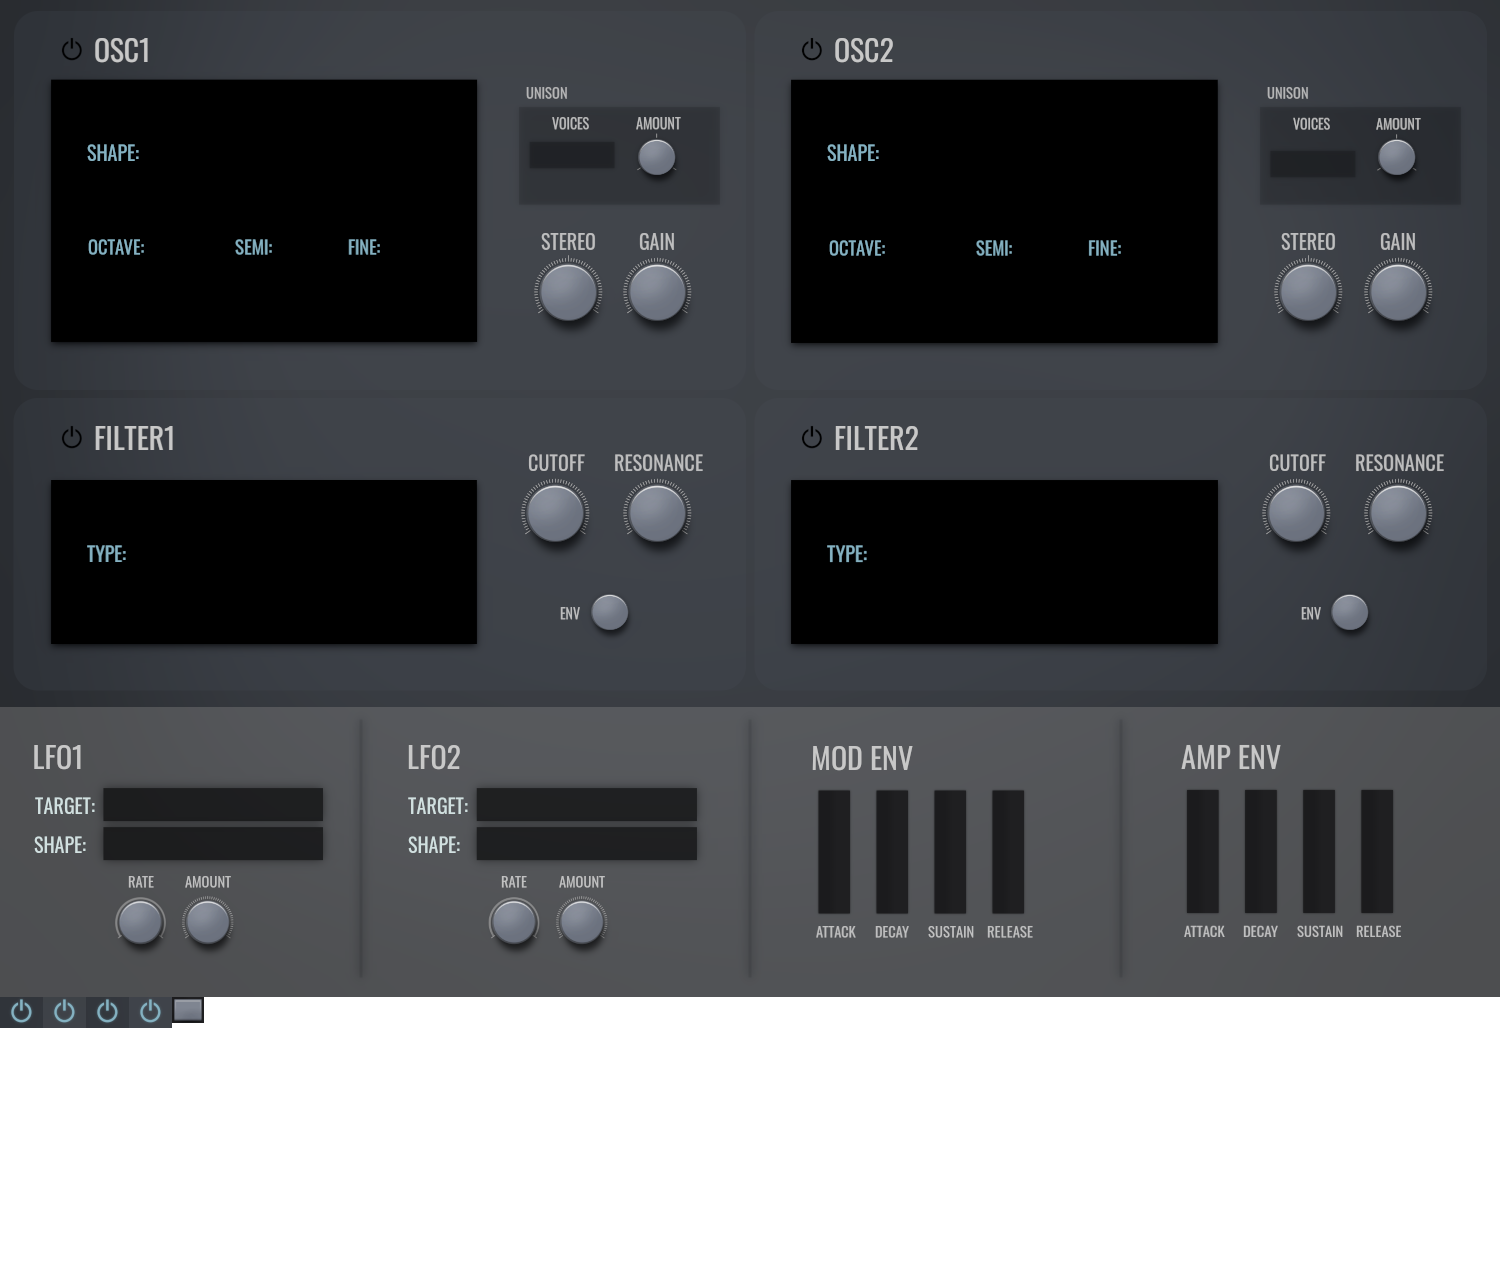 OSC1
UNISON
VOICES AMOUNT
SHAPE:
OCTAVE: SEMI: FINE:
STEREO GAIN
OSC2
UNISON
VOICES AMOUNT
SHAPE:
OCTAVE: SEMI: FINE:
STEREO GAIN
FILTER1
CUTOFF RESONANCE
TYPE:
ENV
FILTER2
CUTOFF RESONANCE
TYPE:
ENV
LFO1
TARGET:
SHAPE:
RATE AMOUNT
LFO2
TARGET:
SHAPE:
RATE AMOUNT
MOD ENV
ATTACK DECAY SUSTAIN RELEASE
AMP ENV
ATTACK DECAY SUSTAIN RELEASE